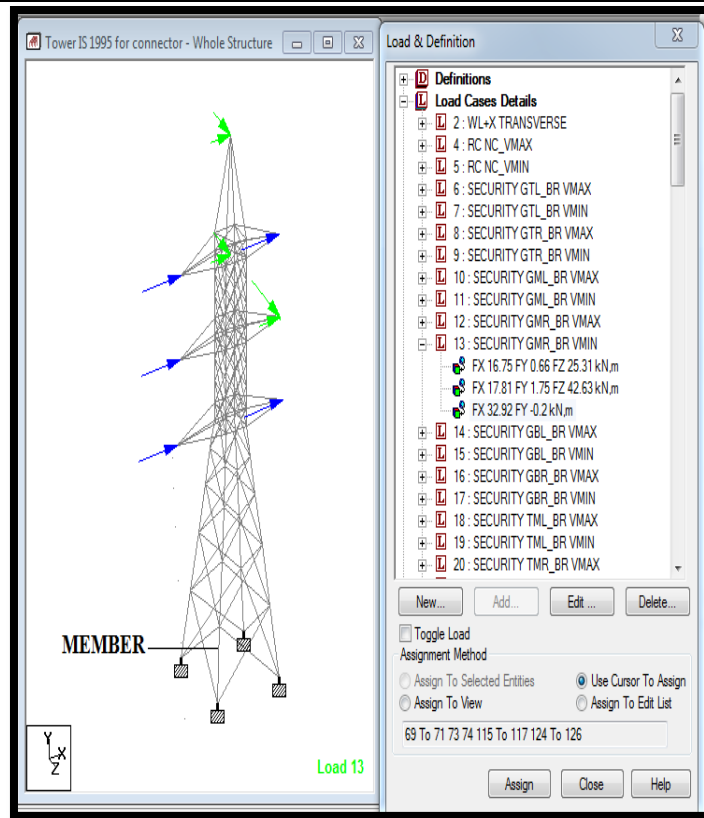 Tower IS 1995 for connector - Whole Structure
MEMBER
Load 13
Y
X
Z
Load & Definition
D Definitions
L Load Cases Details
L 2 : WL+X TRANSVERSE
L 4 : RC NC_VMAX
L 5 : RC NC_VMIN
L 6 : SECURITY GTL_BR VMAX
L 7 : SECURITY GTL_BR VMIN
L 8 : SECURITY GTR_BR VMAX
L 9 : SECURITY GTR_BR VMIN
L 10 : SECURITY GML_BR VMAX
L 11 : SECURITY GML_BR VMIN
L 12 : SECURITY GMR_BR VMAX
L 13 : SECURITY GMR_BR VMIN
FX 16.75 FY 0.66 FZ 25.31 kN,m
FX 17.81 FY 1.75 FZ 42.63 kN,m
FX 32.92 FY -0.2 kN,m
L 14 : SECURITY GBL_BR VMAX
L 15 : SECURITY GBL_BR VMIN
L 16 : SECURITY GBR_BR VMAX
L 17 : SECURITY GBR_BR VMIN
L 18 : SECURITY TML_BR VMAX
L 19 : SECURITY TML_BR VMIN
L 20 : SECURITY TMR_BR VMAX
New... Add... Edit ... Delete...
Toggle Load
Assignment Method
Assign To Selected Entities Use Cursor To Assign
Assign To View Assign To Edit List
69 To 71 73 74 115 To 117 124 To 126
Assign Close Help